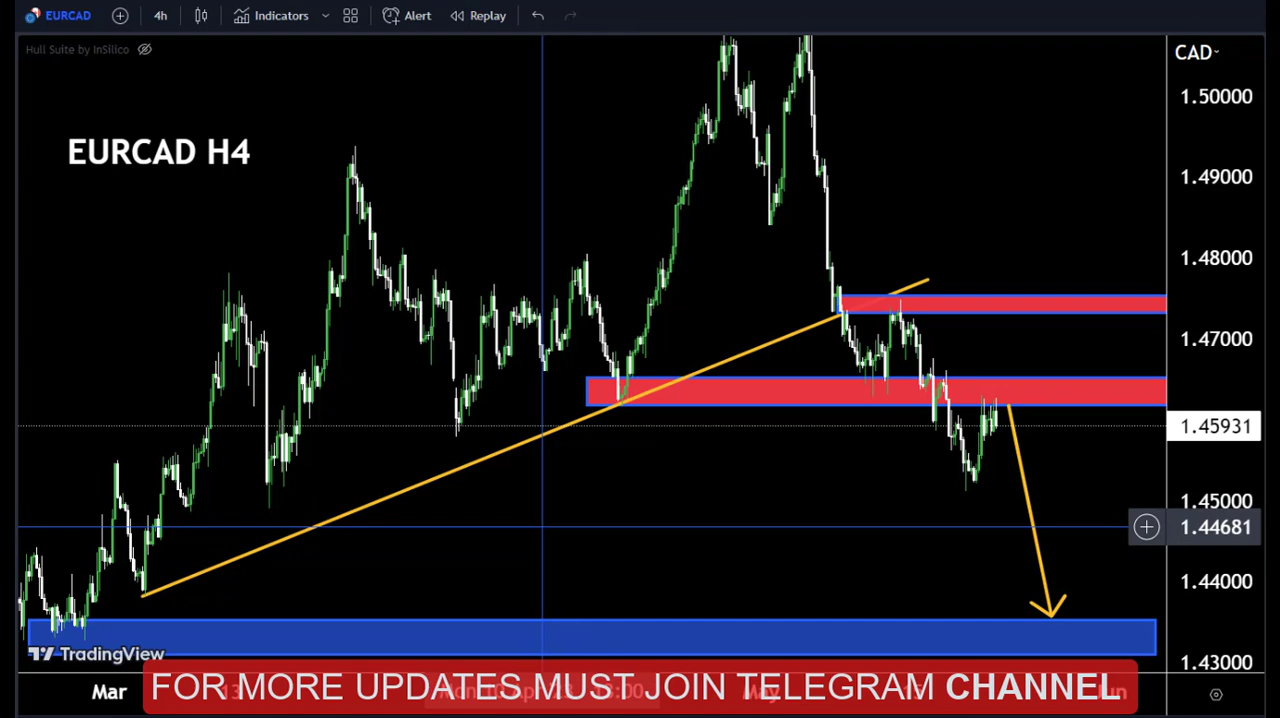 EURCAD 4h Indicators Alert Replay
Hull Suite by InSilico
CAD
1.50000
EURCAD H4
1.49000
1.48000
1.47000
1.45931
1.45000
1.44681
1.44000
1.43000
TradingView
Mar
FOR MORE UPDATES MUST JOIN TELEGRAM CHANNEL